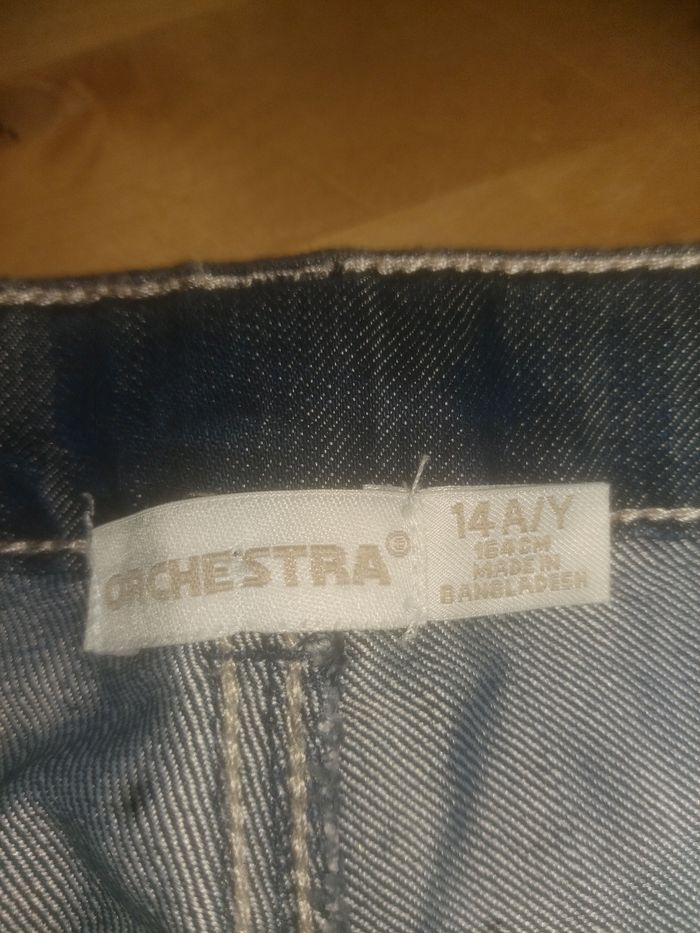 ORCHESTRA®
14 A/Y
164CM
MADE IN
BANGLADESH